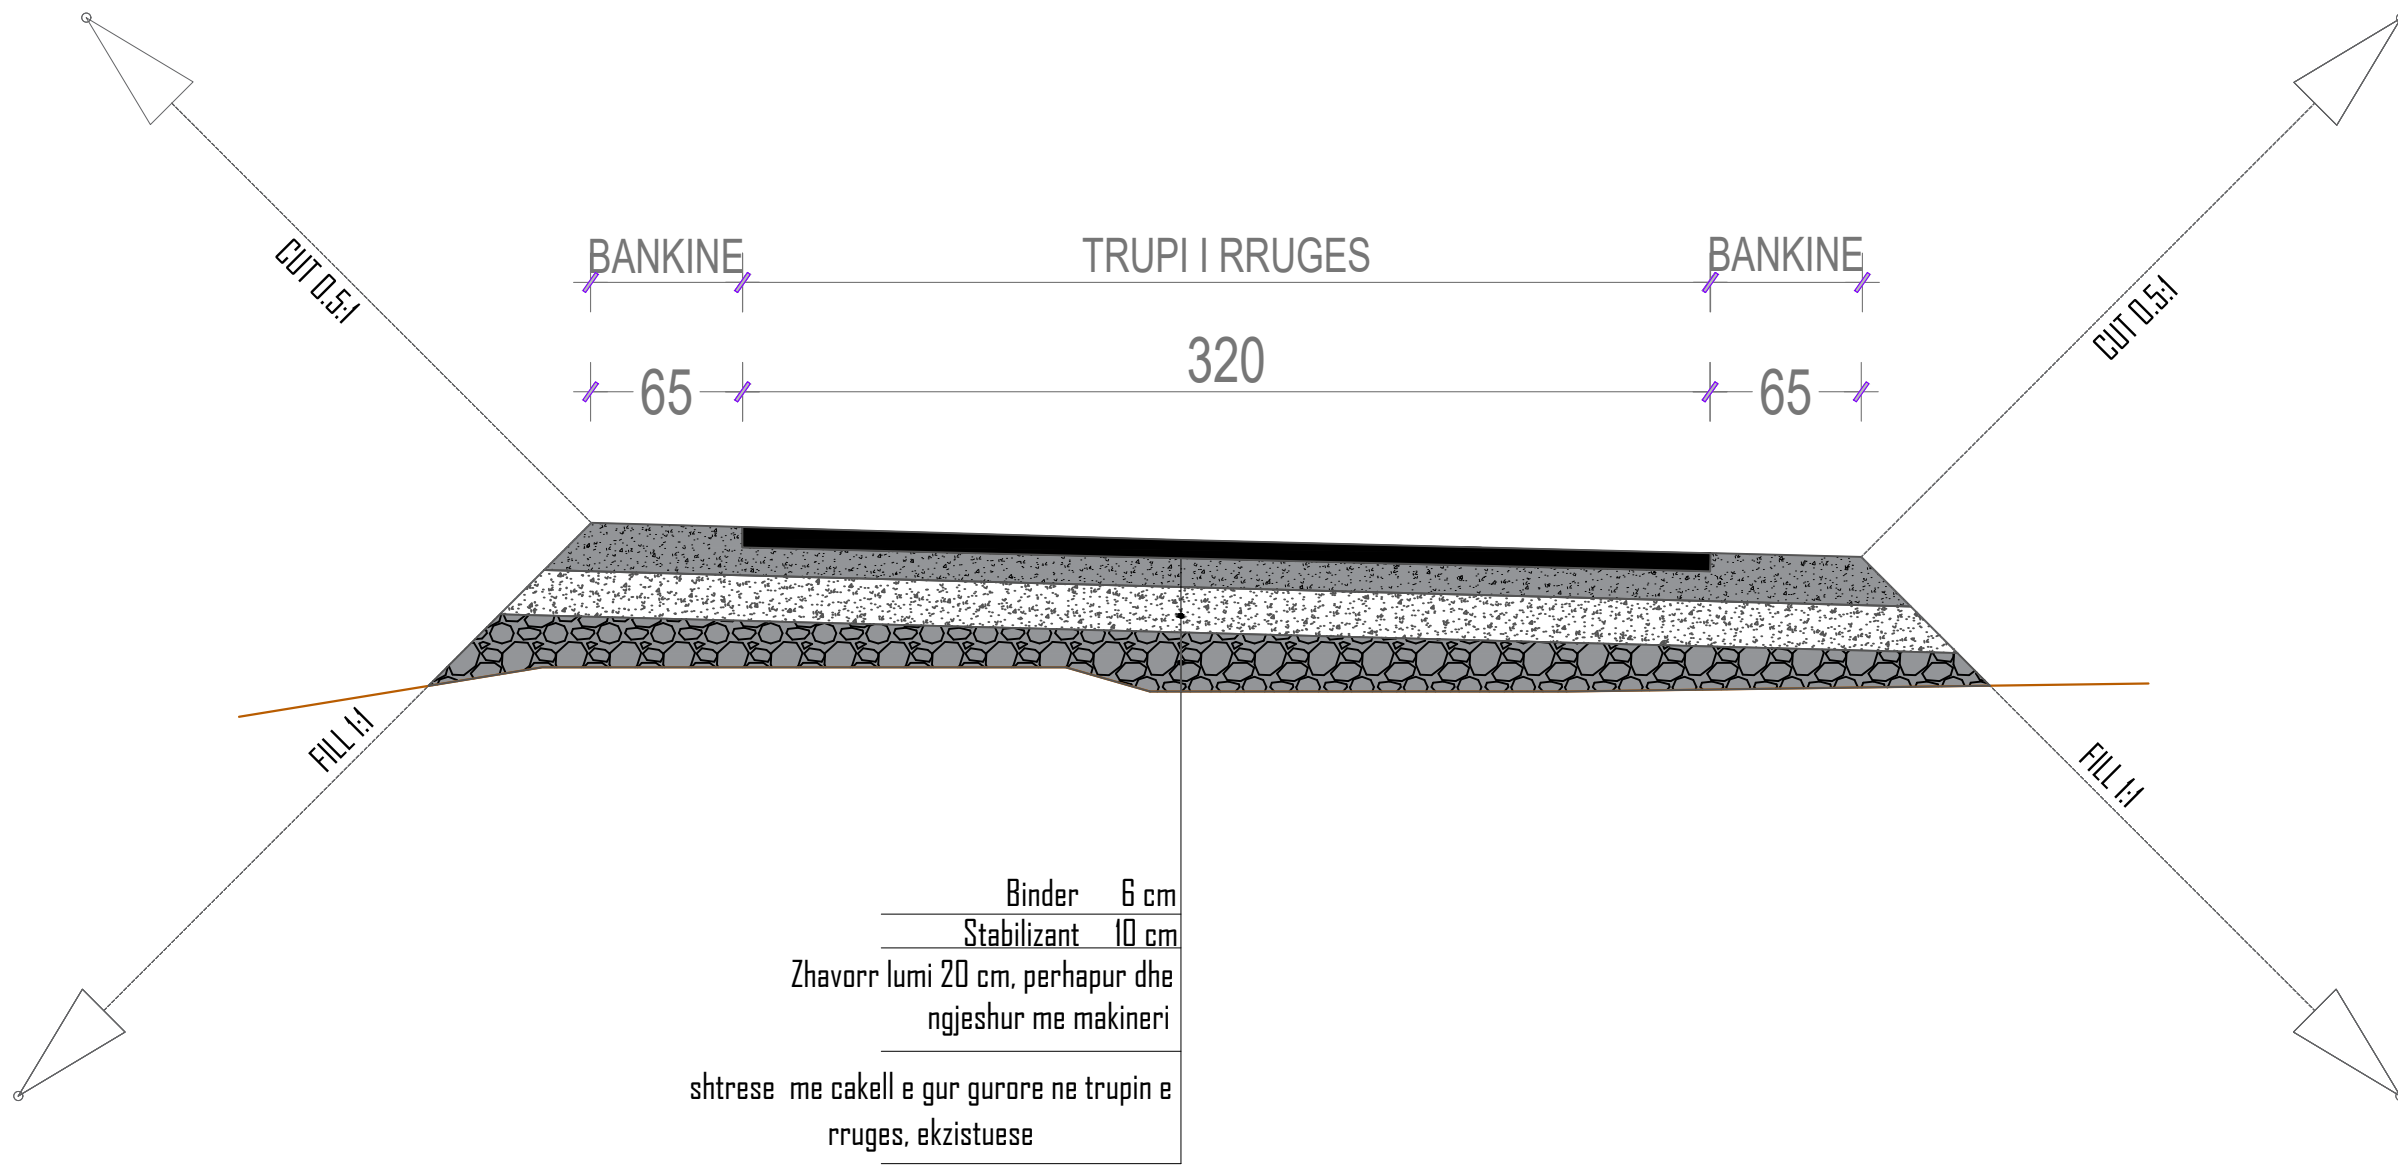 BANKINE TRUPI I RRUGES BANKINE
CUT 0.5:1
CUT 0.5:1
65 320 65
FILL 1:1
FILL 1:1
Binder 6 cm
Stabilizant 10 cm
Zhavorr lumi 20 cm, perhapur dhe
ngjeshur me makineri
shtrese me cakell e gur gurore ne trupin e
rruges, ekzistuese